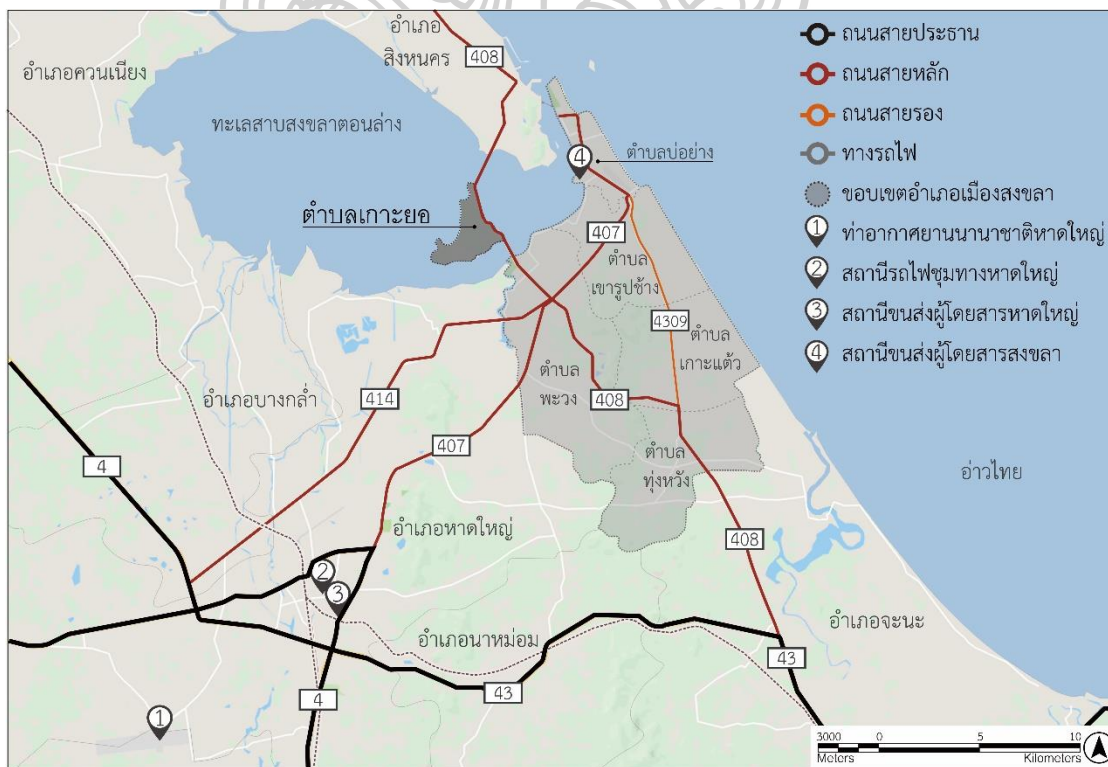 อำเภอ
สิงหนคร
408
อำเภอควนเนียง
ทะเลสาบสงขลาตอนล่าง
4
ตำบลบ่อยาง
ตำบลเกาะยอ
407
ตำบล
เขารูปช้าง
4309
ตำบล
เกาะแต้ว
อำเภอบางกล่ำ
414
ตำบล
พะวง
408
407
4
ตำบล
ทุ่งหวัง
อ่าวไทย
อำเภอหาดใหญ่
408
2
3
อำเภอนาหม่อม
อำเภอจะนะ
43
43
4
1
ถนนสายประธาน
ถนนสายหลัก
ถนนสายรอง
ทางรถไฟ
ขอบเขตอำเภอเมืองสงขลา
1 ท่าอากาศยานนานาชาติหาดใหญ่
2 สถานีรถไฟชุมทางหาดใหญ่
3 สถานีขนส่งผู้โดยสารหาดใหญ่
4 สถานีขนส่งผู้โดยสารสงขลา
3000 0 5 10
Meters Kilometers